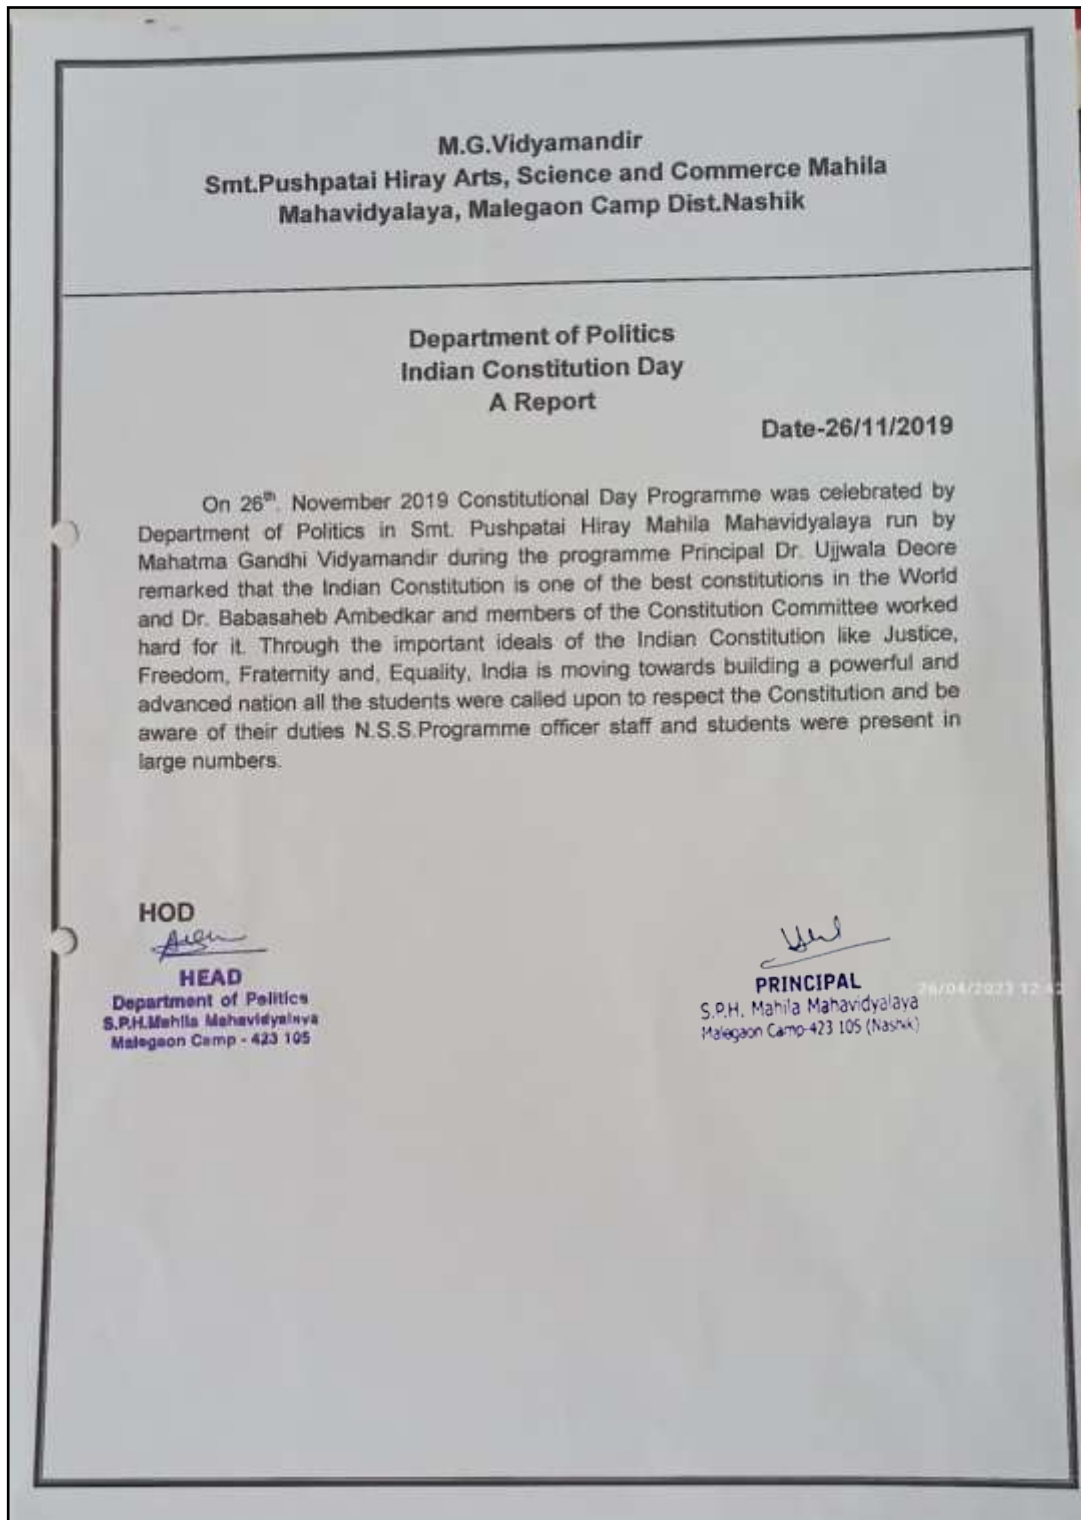 M.G.Vidyamandir
Smt.Pushpatai Hiray Arts, Science and Commerce Mahila
Mahavidyalaya, Malegaon Camp Dist.Nashik
Department of Politics
Indian Constitution Day
A Report
Date-26/11/2019
On 26th. November 2019 Constitutional Day Programme was celebrated by
Department of Politics in Smt. Pushpatai Hiray Mahila Mahavidyalaya run by
Mahatma Gandhi Vidyamandir during the programme Principal Dr. Ujjwala Deore
remarked that the Indian Constitution is one of the best constitutions in the World
and Dr. Babasaheb Ambedkar and members of the Constitution Committee worked
hard for it. Through the important ideals of the Indian Constitution like Justice,
Freedom, Fraternity and, Equality, India is moving towards building a powerful and
advanced nation all the students were called upon to respect the Constitution and be
aware of their duties N.S.S.Programme officer staff and students were present in
large numbers.
HOD
HEAD
Department of Politics
S.P.H.Mahila Mahavidyalaya
Malegaon Camp - 423 105
PRINCIPAL
S.P.H. Mahila Mahavidyalaya
Malegaon Camp-423 105 (Nashik)
26/04/2023 12:42